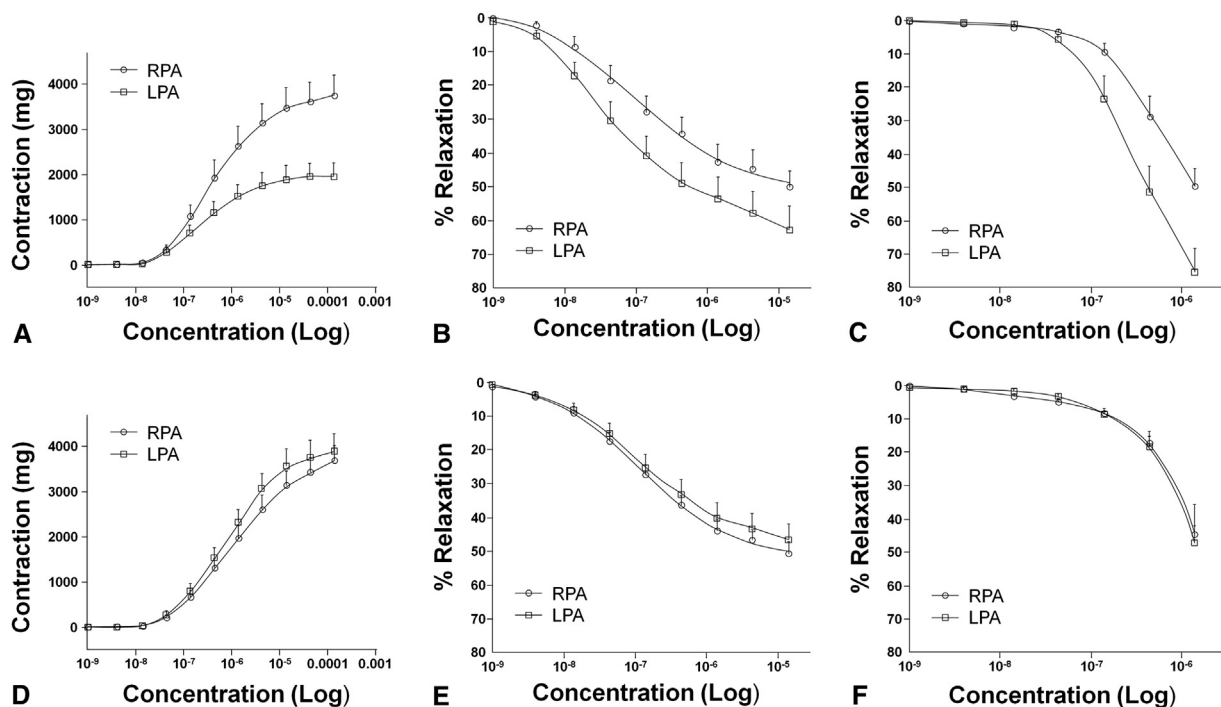 Contraction (mg)
4000
3000
2000
1000
0
RPA
LPA
10-9
10-8
10-7
10-6
10-5
0.0001
0.001
Concentration (Log)
A
% Relaxation
0
10
20
30
40
50
60
70
80
RPA
LPA
10-9
10-8
10-7
10-6
10-5
Concentration (Log)
B
% Relaxation
0
10
20
30
40
50
60
70
80
RPA
LPA
10-9
10-8
10-7
10-6
Concentration (Log)
C
Contraction (mg)
4000
3000
2000
1000
0
RPA
LPA
10-9
10-8
10-7
10-6
10-5
0.0001
0.001
Concentration (Log)
D
% Relaxation
0
10
20
30
40
50
60
70
80
RPA
LPA
10-9
10-8
10-7
10-6
10-5
Concentration (Log)
E
% Relaxation
0
10
20
30
40
50
60
70
80
RPA
LPA
10-9
10-8
10-7
10-6
Concentration (Log)
F